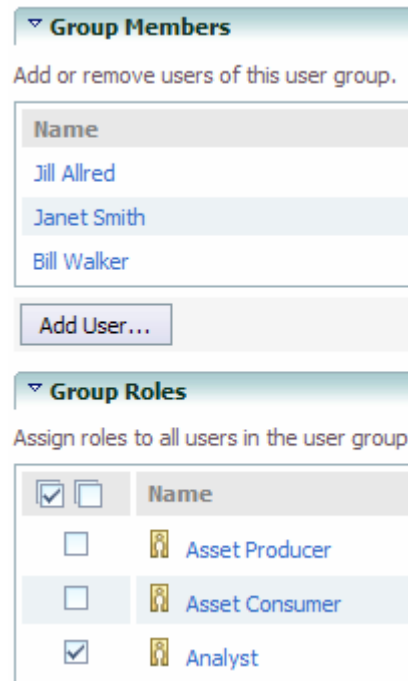 Group Members
Add or remove users of this user group.
Name
Jill Allred
Janet Smith
Bill Walker
Add User...
Group Roles
Assign roles to all users in the user group
Name
Asset Producer
Asset Consumer
Analyst